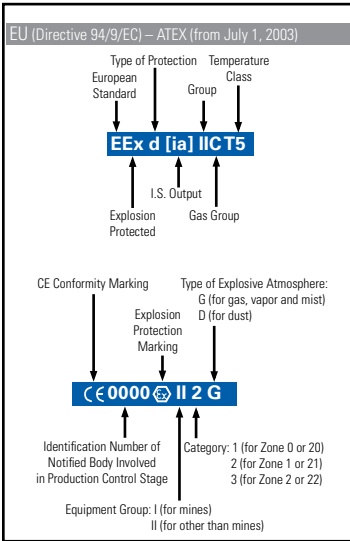 EU (Directive 94/9/EC) – ATEX (from July 1, 2003)
Type of Protection
Temperature
Class
European
Standard
Group
EEx d [ia] IIC T5
I.S. Output
Explosion
Protected
Gas Group
CE Conformity Marking
Type of Explosive Atmosphere:
G (for gas, vapor and mist)
D (for dust)
Explosion
Protection
Marking
CE 0000 Ex II 2 G
Identification Number of
Notified Body Involved
in Production Control Stage
Category: 1 (for Zone 0 or 20)
2 (for Zone 1 or 21)
3 (for Zone 2 or 22)
Equipment Group: I (for mines)
II (for other than mines)